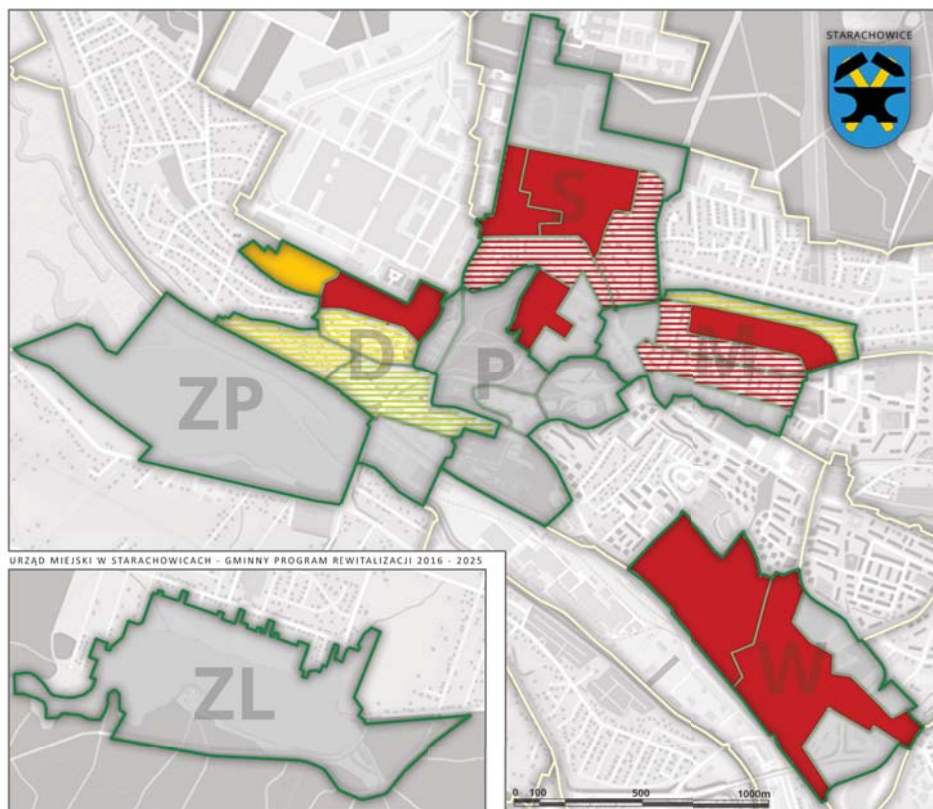 STARACHOWICE
S
D
P
M
ZP
URZĄD MIEJSKI W STARACHOWICACH - GMINNY PROGRAM REWITALIZACJI 2016 - 2025
ZL
W
0 100 500 1000m